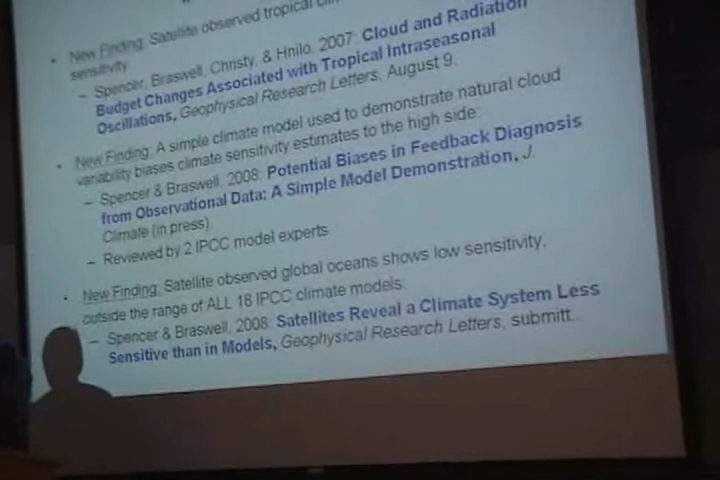 • New Finding: Satellite observed tropical
sensitivity
– Spencer, Braswell, Christy, & Hnilo, 2007: Cloud and Radiation
Budget Changes Associated with Tropical Intraseasonal
Oscillations, Geophysical Research Letters, August 9.
• New Finding: A simple climate model used to demonstrate natural cloud
variability biases climate sensitivity estimates to the high side:
– Spencer & Braswell, 2008: Potential Biases in Feedback Diagnosis
from Observational Data: A Simple Model Demonstration, J.
Climate (in press).
– Reviewed by 2 IPCC model experts
• New Finding: Satellite observed global oceans shows low sensitivity,
outside the range of ALL 18 IPCC climate models:
– Spencer & Braswell, 2008: Satellites Reveal a Climate System Less
Sensitive than in Models, Geophysical Research Letters, submitt